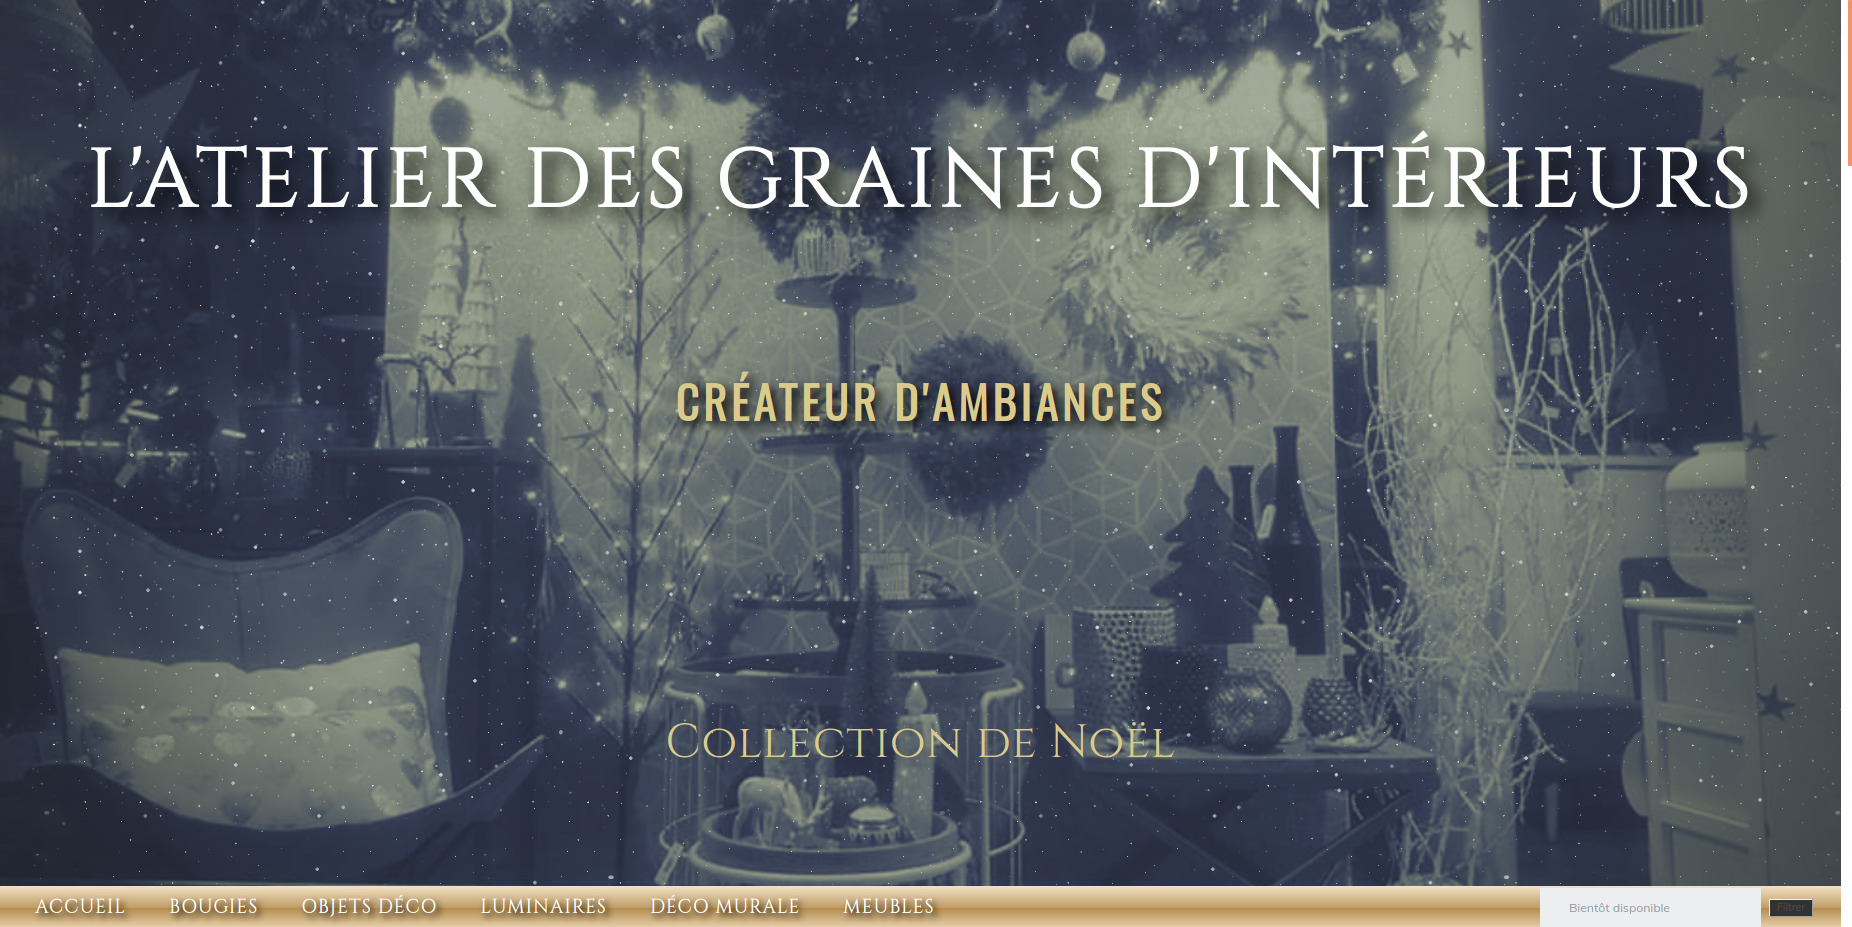 L'ATELIER DES GRAINES D'INTÉRIEURS
CRÉATEUR D'AMBIANCES
Collection de Noël
ACCUEIL BOUGIES OBJETS DÉCO LUMINAIRES DÉCO MURALE MEUBLES Bientôt disponible Filtrer